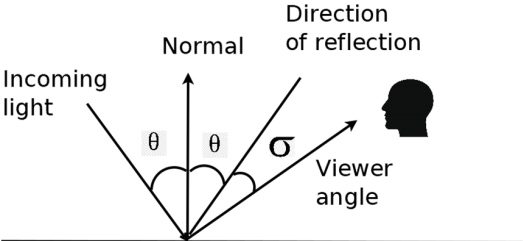 Direction
of reflection
Normal
Incoming
light
θ
θ
σ
Viewer
angle